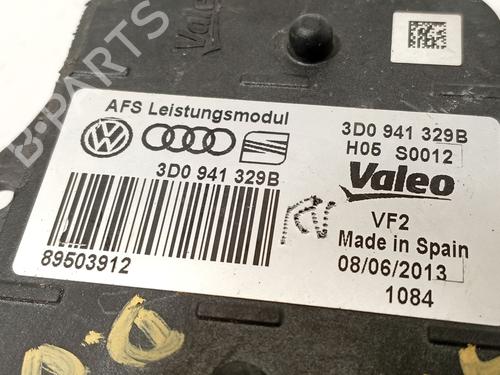 B-PARTS
Valeo
AFS Leistungsmodul
3D0 941 329B
3D0 941 329B
H05 S0012
Valeo
VF2
Made in Spain
89503912
08/06/2013
1084